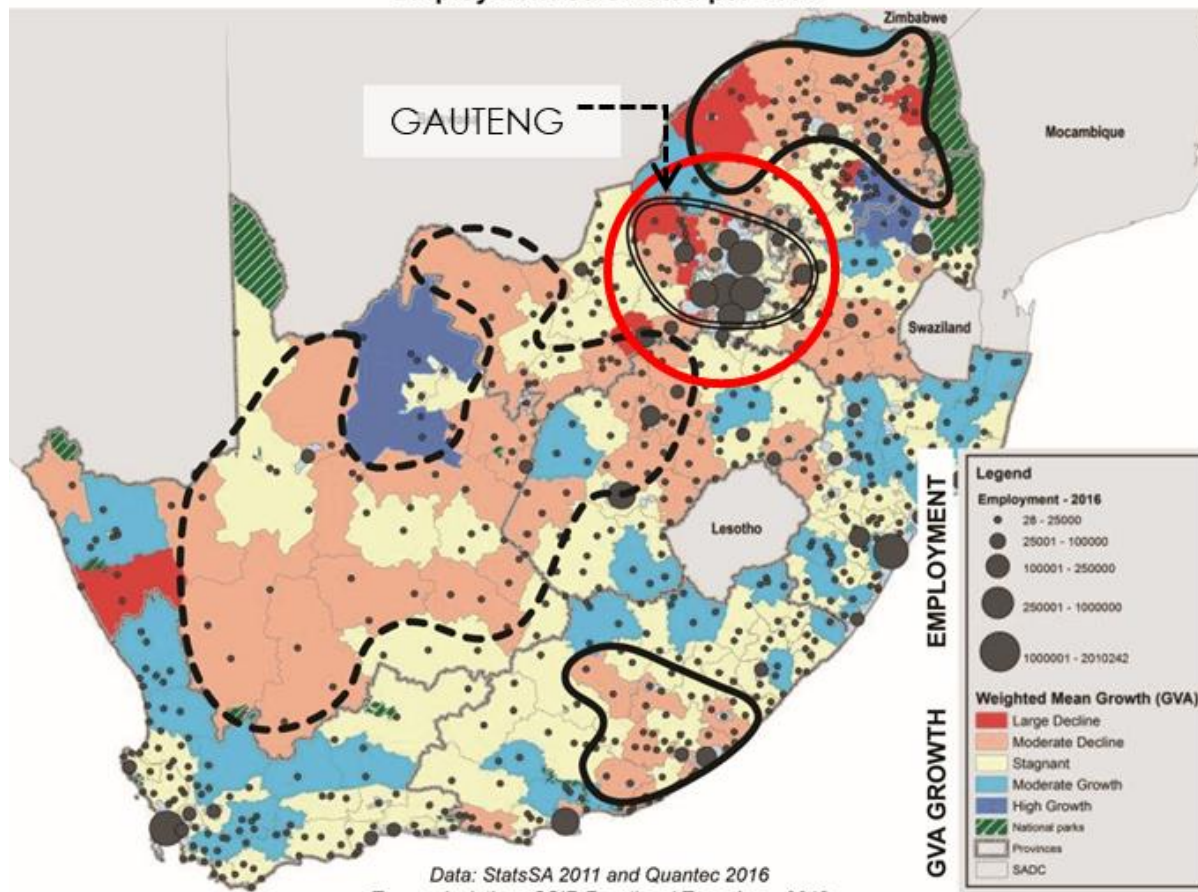 Zimbabwe
GAUTENG
Mocambique
Swaziland
Lesotho
EMPLOYMENT
GVA GROWTH
Legend
Employment - 2016
28 - 25000
25001 - 100000
100001 - 250000
250001 - 1000000
1000001 - 2010242
Weighted Mean Growth (GVA)
Large Decline
Moderate Decline
Stagnant
Moderate Growth
High Growth
National parks
Provinces
SADC
Data: StatsSA 2011 and Quantec 2016